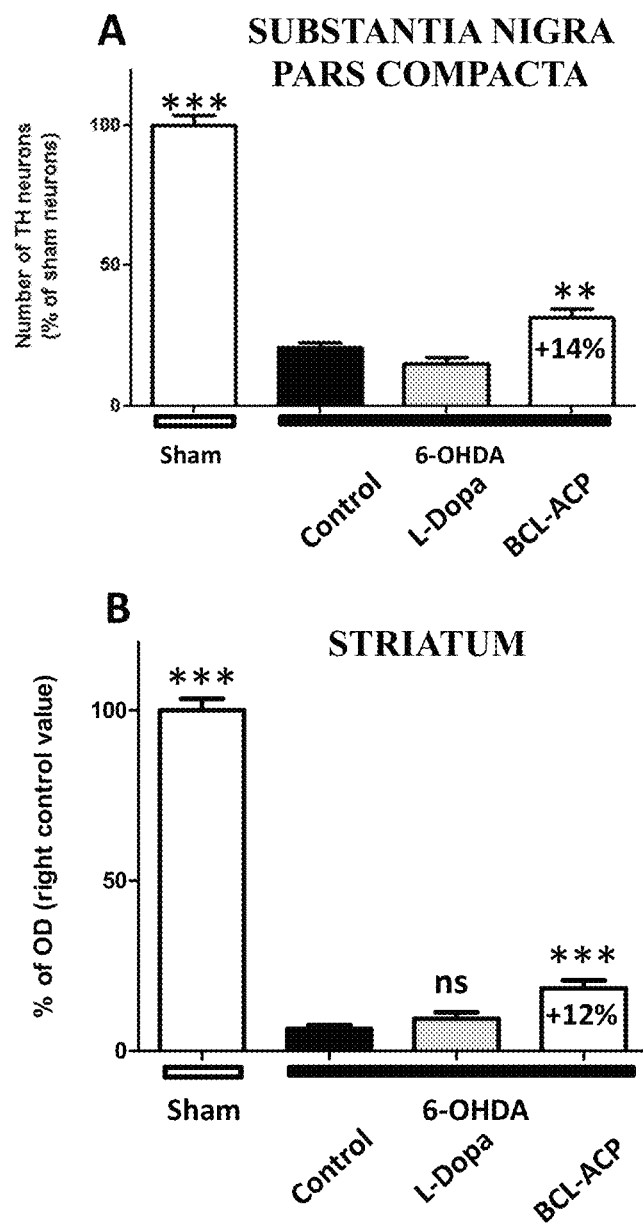 A
SUBSTANTIA NIGRA
PARS COMPACTA
Number of TH neurons
(% of sham neurons)
100
50
0
***
**
+14%
Sham
6-OHDA
Control
L-Dopa
BCL-ACP
B
STRIATUM
% of OD (right control value)
100
50
0
***
ns
***
+12%
Sham
6-OHDA
Control
L-Dopa
BCL-ACP